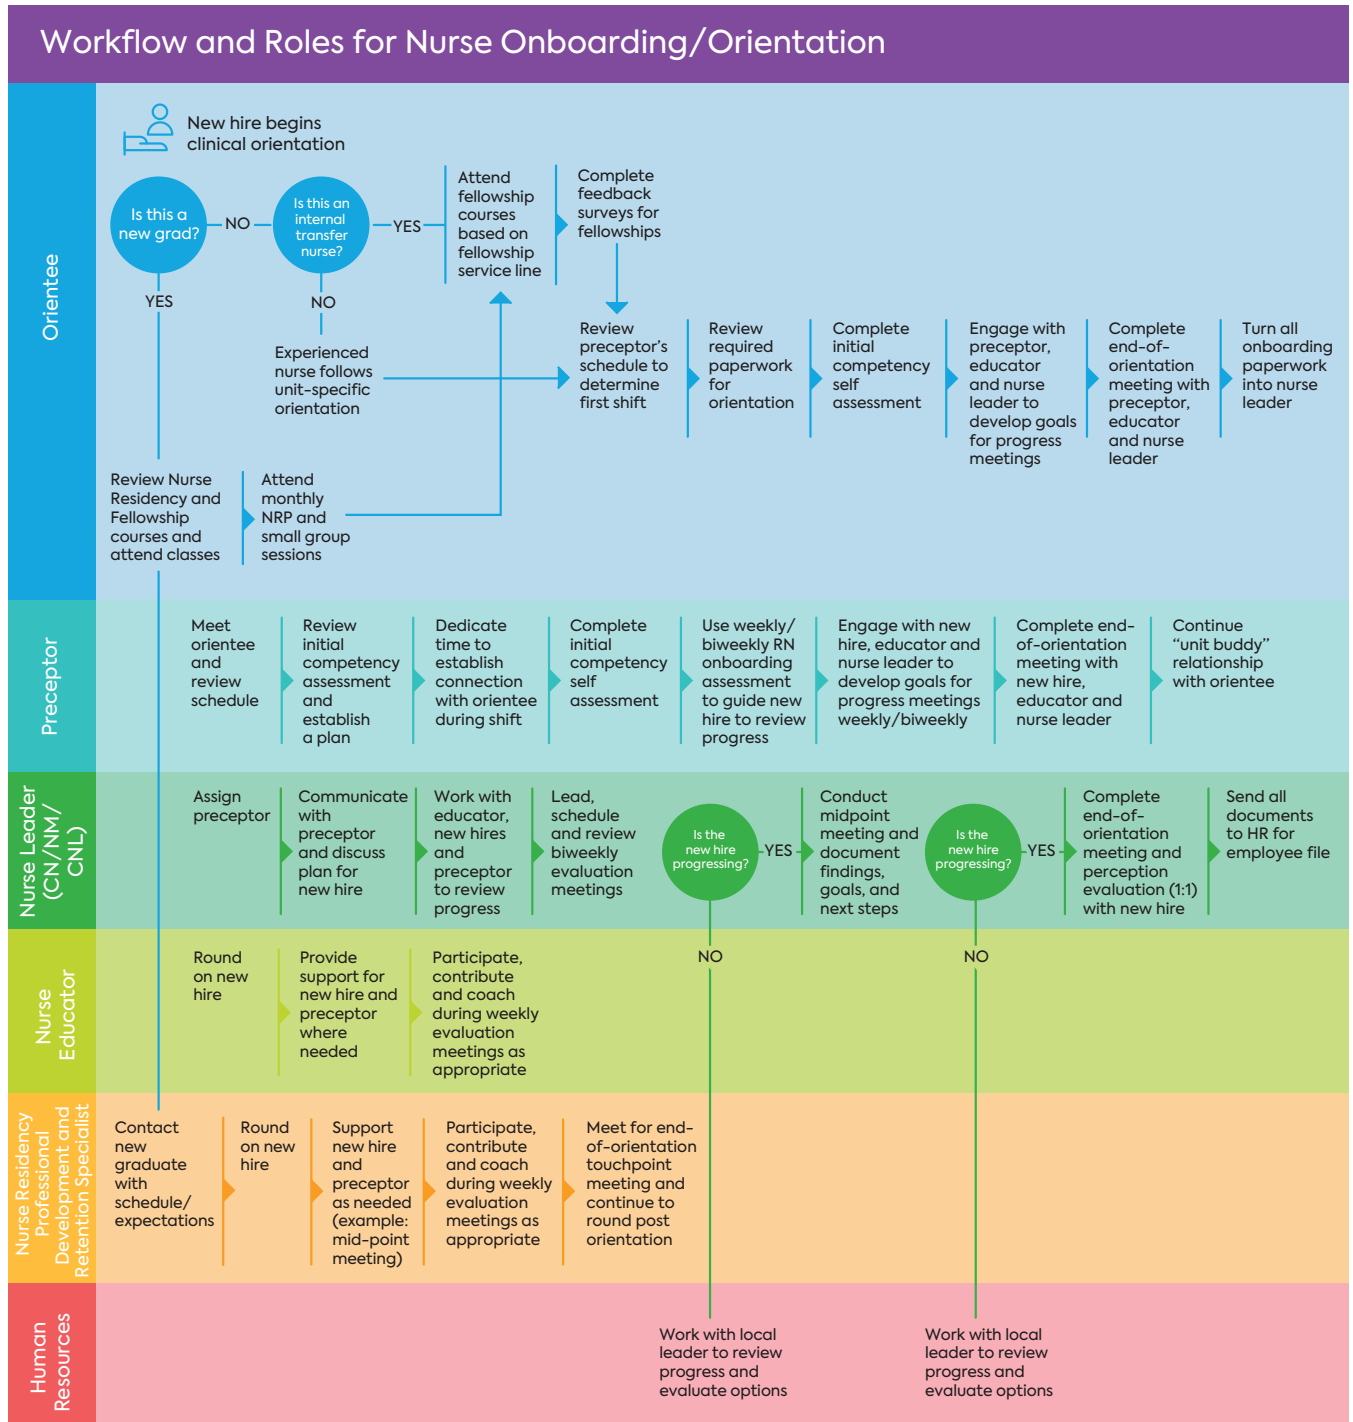 Workflow and Roles for Nurse Onboarding/Orientation
Orientee
New hire begins
clinical orientation
Is this a
new grad?
NO
Is this an
internal
transfer
nurse?
YES
Attend
fellowship
courses
based on
fellowship
service line
Complete
feedback
surveys for
fellowships
YES
NO
Experienced
nurse follows
unit-specific
orientation
Review
preceptor’s
schedule to
determine
first shift
Review
required
paperwork
for
orientation
Complete
initial
competency
self
assessment
Engage with
preceptor,
educator
and nurse
leader to
develop goals
for progress
meetings
Complete
end-of-
orientation
meeting with
preceptor,
educator
and nurse
leader
Turn all
onboarding
paperwork
into nurse
leader
Review Nurse
Residency and
Fellowship
courses and
attend classes
Attend
monthly
NRP and
small group
sessions
Preceptor
Meet
orientee
and
review
schedule
Review
initial
competency
assessment
and
establish
a plan
Dedicate
time to
establish
connection
with orientee
during shift
Complete
initial
competency
self
assessment
Use weekly/
biweekly RN
onboarding
assessment
to guide new
hire to review
progress
Engage with new
hire, educator and
nurse leader to
develop goals for
progress meetings
weekly/biweekly
Complete end-
of-orientation
meeting with
new hire,
educator and
nurse leader
Continue
“unit buddy”
relationship
with orientee
Nurse Leader
(CN/NM/
CNL)
Assign
preceptor
Communicate
with
preceptor
and discuss
plan for
new hire
Work with
educator,
new hires
and
preceptor
to review
progress
Lead,
schedule
and review
biweekly
evaluation
meetings
Is the
new hire
progressing?
YES
Conduct
midpoint
meeting and
document
findings,
goals, and
next steps
Is the
new hire
progressing?
YES
Complete
end-of-
orientation
meeting and
perception
evaluation (1:1)
with new hire
Send all
documents
to HR for
employee file
NO
NO
Nurse
Educator
Round
on new
hire
Provide
support for
new hire and
preceptor
where
needed
Participate,
contribute
and coach
during weekly
evaluation
meetings as
appropriate
Nurse Residency
Professional
Development and
Retention Specialist
Contact
new
graduate
with
schedule/
expectations
Round
on new
hire
Support
new hire
and
preceptor
as needed
(example:
mid-point
meeting)
Participate,
contribute
and coach
during weekly
evaluation
meetings as
appropriate
Meet for end-
of-orientation
touchpoint
meeting and
continue to
round post
orientation
Human
Resources
Work with local
leader to review
progress and
evaluate options
Work with local
leader to review
progress and
evaluate options